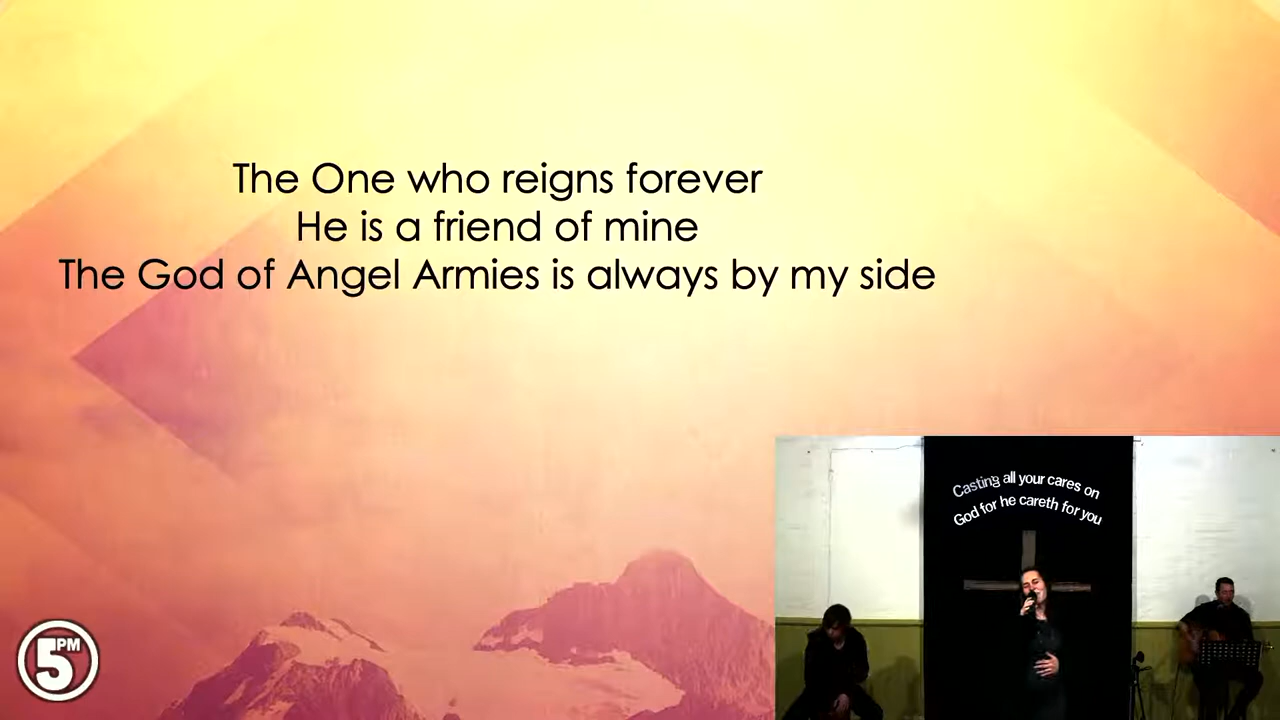 The One who reigns forever
He is a friend of mine
The God of Angel Armies is always by my side
Casting all your cares on
God for he careth for you
5PM